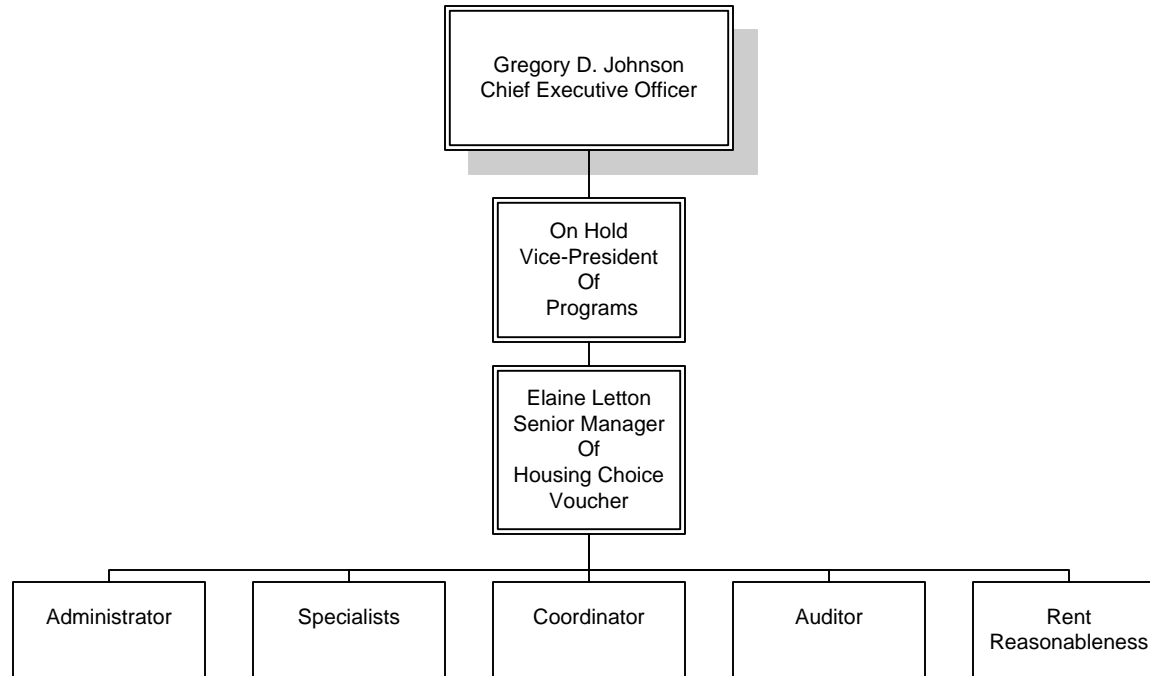 Gregory D. Johnson
Chief Executive Officer
On Hold
Vice-President
Of
Programs
Elaine Letton
Senior Manager
Of
Housing Choice
Voucher
Administrator
Specialists
Coordinator
Auditor
Rent
Reasonableness